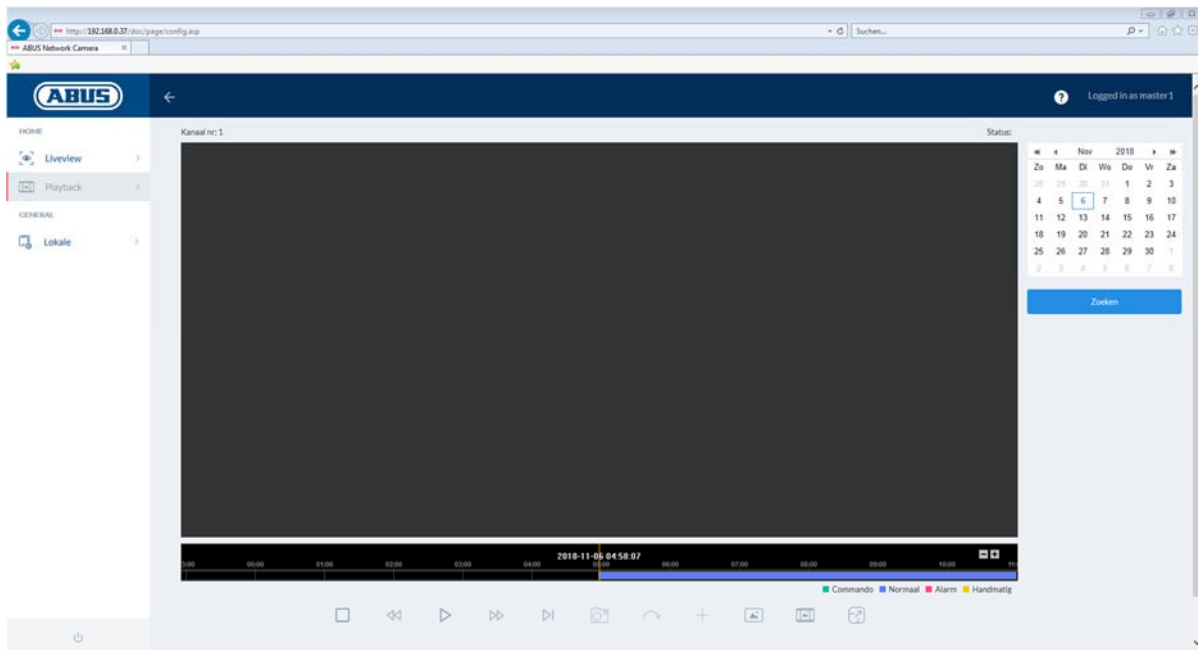 http://192.168.0.37/doc/page/config.asp
Suchen...
ABUS Network Camera
ABUS
Logged in as master1
HOME
Liveview
Playback
GENERAL
Lokale
Kanaal nr: 1
Status:
Nov 2018
Zo Ma Di Wo Do Vr Za
28 29 30 31 1 2 3
4 5 6 7 8 9 10
11 12 13 14 15 16 17
18 19 20 21 22 23 24
25 26 27 28 29 30 1
2 3 4 5 6 7 8
Zoeken
2018-11-06 04:58:07
3:00 00:00 01:00 02:00 03:00 04:00 05:00 06:00 07:00 08:00 09:00 10:00 11:
Commando Normaal Alarm Handmatig